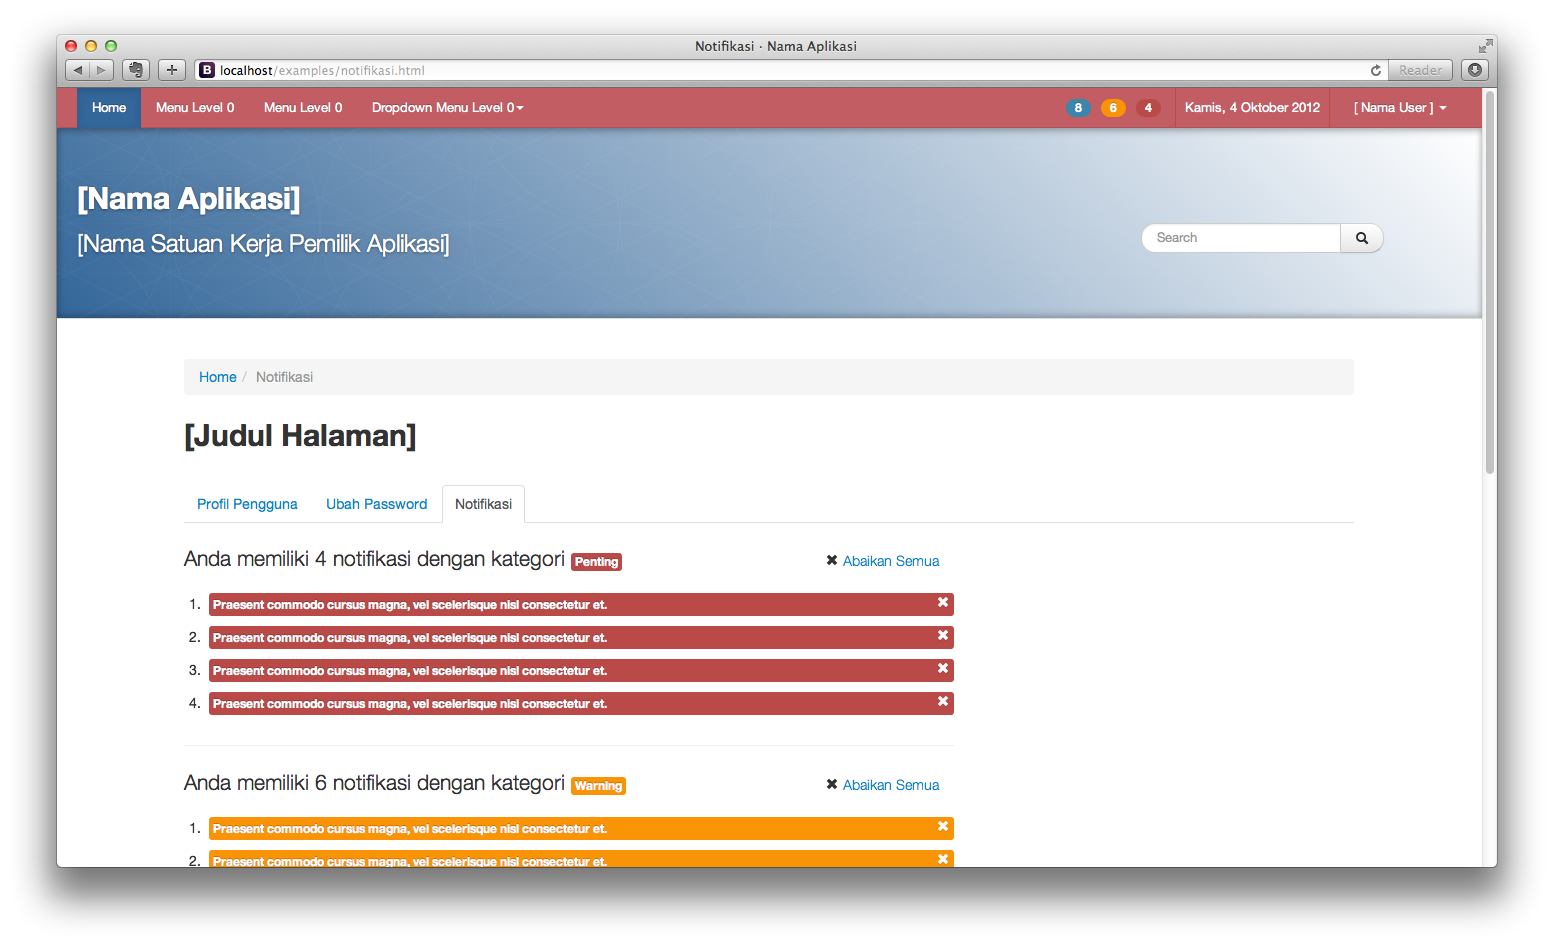 Notifikasi · Nama Aplikasi
B localhost/examples/notifikasi.html Reader
Home Menu Level 0 Menu Level 0 Dropdown Menu Level 0 8 6 4 Kamis, 4 Oktober 2012 [ Nama User ]
[Nama Aplikasi]
[Nama Satuan Kerja Pemilik Aplikasi]
Search
Home / Notifikasi
[Judul Halaman]
Profil Pengguna Ubah Password Notifikasi
Anda memiliki 4 notifikasi dengan kategori Penting ✖ Abaikan Semua
1. Praesent commodo cursus magna, vel scelerisque nisl consectetur et. ✖
2. Praesent commodo cursus magna, vel scelerisque nisl consectetur et. ✖
3. Praesent commodo cursus magna, vel scelerisque nisl consectetur et. ✖
4. Praesent commodo cursus magna, vel scelerisque nisl consectetur et. ✖
Anda memiliki 6 notifikasi dengan kategori Warning ✖ Abaikan Semua
1. Praesent commodo cursus magna, vel scelerisque nisl consectetur et. ✖
2. Praesent commodo cursus magna, vel scelerisque nisl consectetur et. ✖